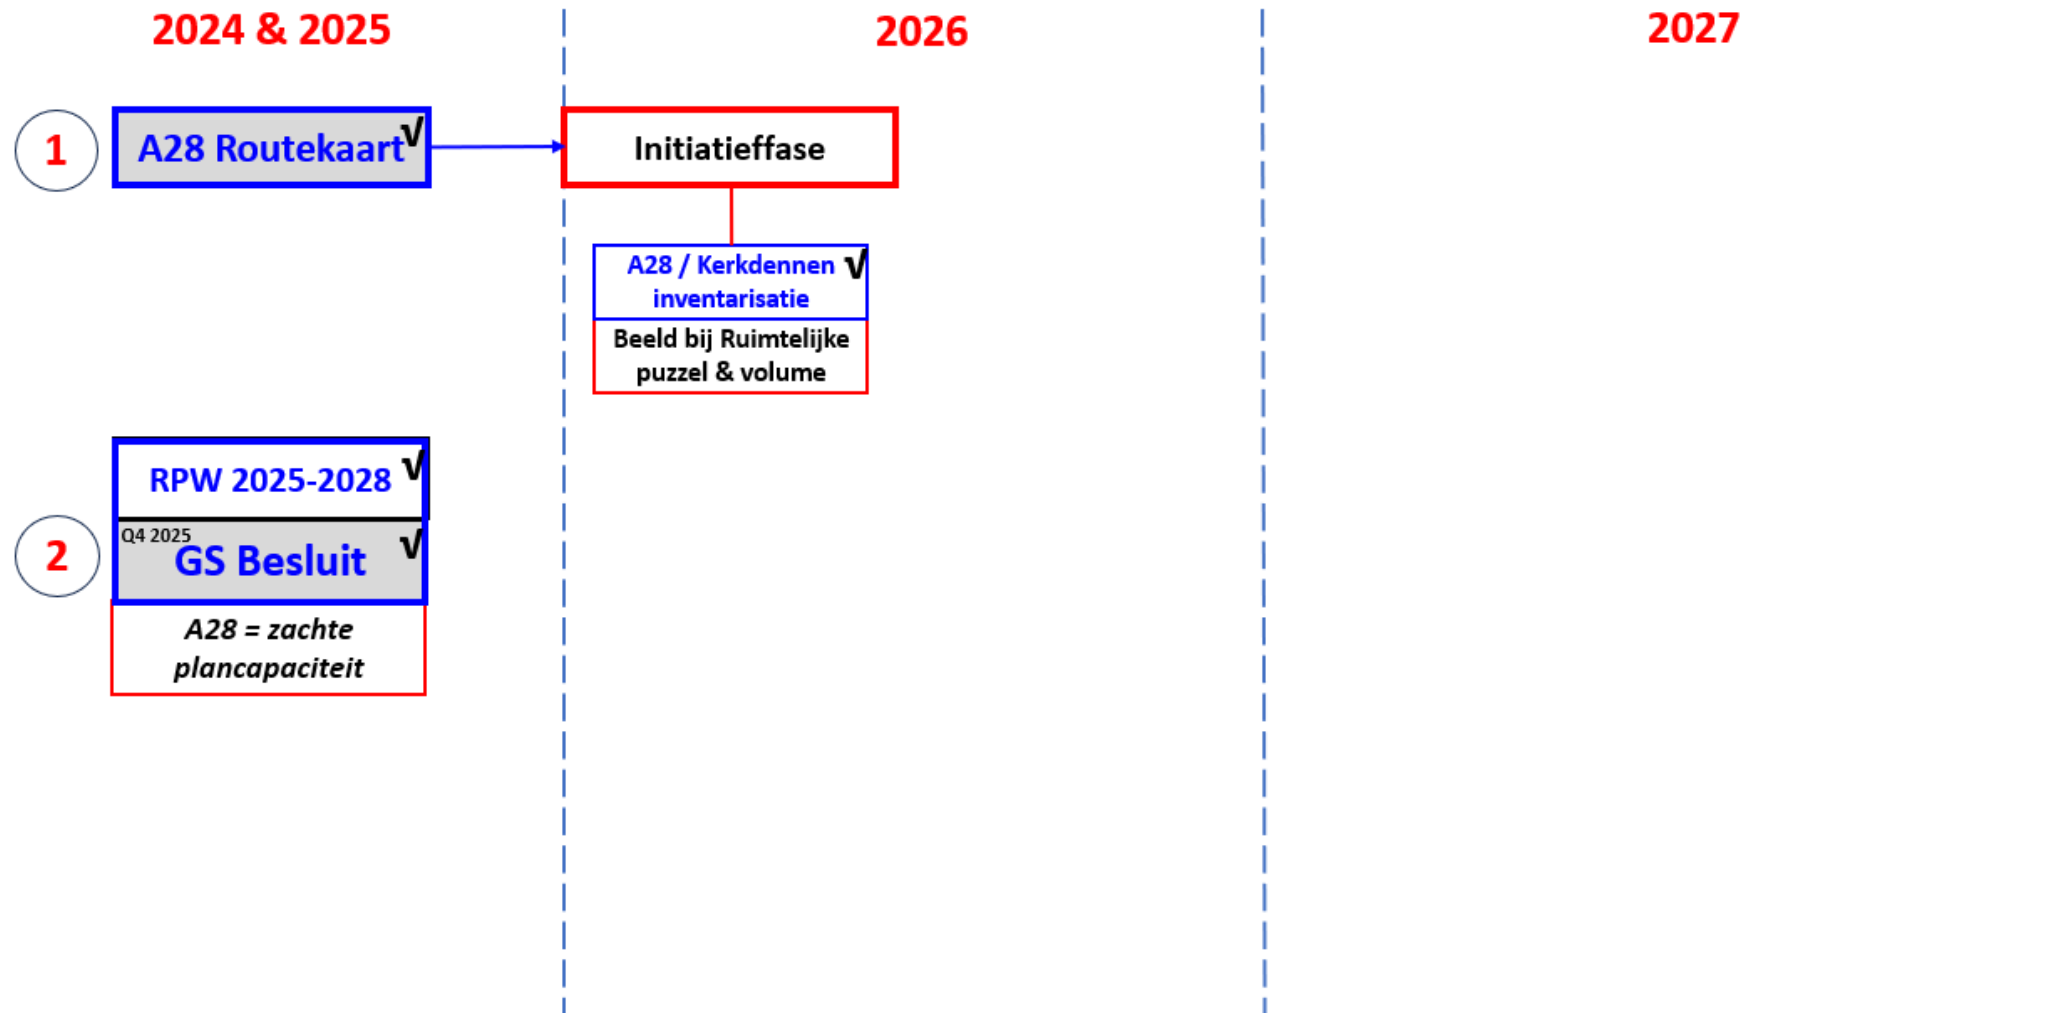 2024 & 2025
2026
2027
1
A28 Routekaart √
Initiatieffase
A28 / Kerkdennen √
inventarisatie
Beeld bij Ruimtelijke
puzzel & volume
2
RPW 2025-2028 √
Q4 2025
GS Besluit √
A28 = zachte
plancapaciteit